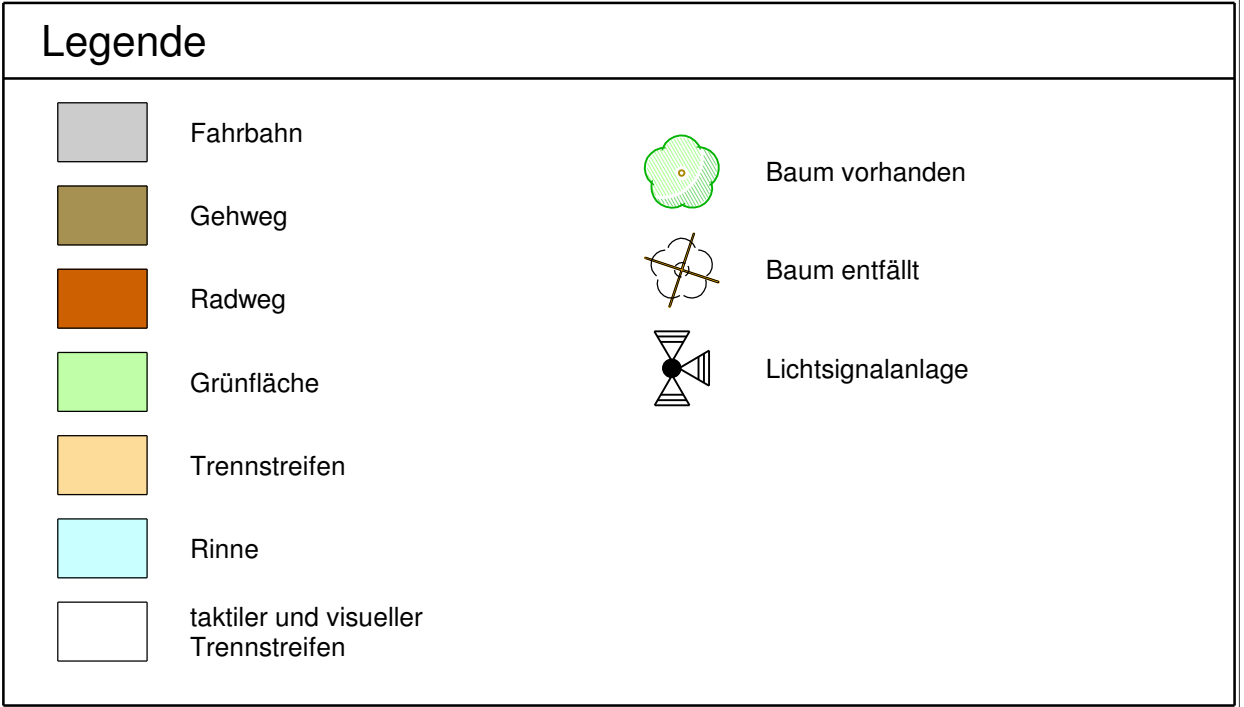 Legende
Fahrbahn
Gehweg
Radweg
Grünfläche
Trennstreifen
Rinne
taktiler und visueller
Trennstreifen
Baum vorhanden
Baum entfällt
Lichtsignalanlage